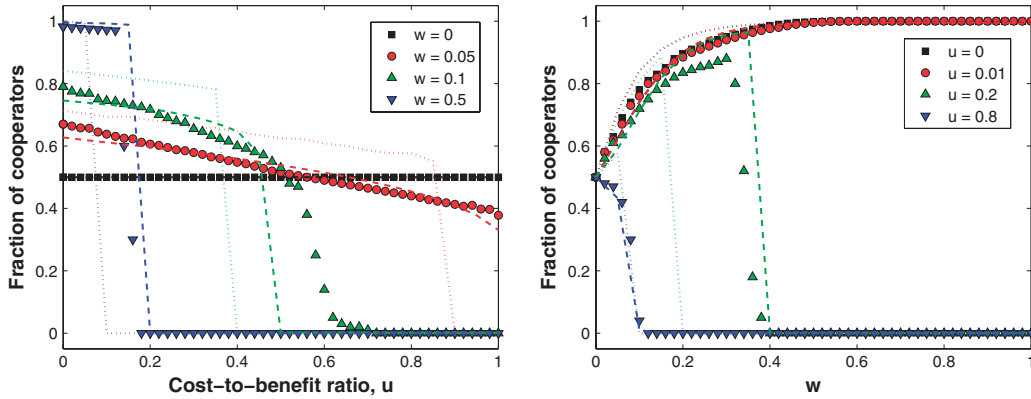 Fraction of cooperators
1
0.8
0.6
0.4
0.2
0
0 0.2 0.4 0.6 0.8 1
Cost−to−benefit ratio, u
w = 0
w = 0.05
w = 0.1
w = 0.5
Fraction of cooperators
1
0.8
0.6
0.4
0.2
0
0 0.2 0.4 0.6 0.8 1
w
u = 0
u = 0.01
u = 0.2
u = 0.8